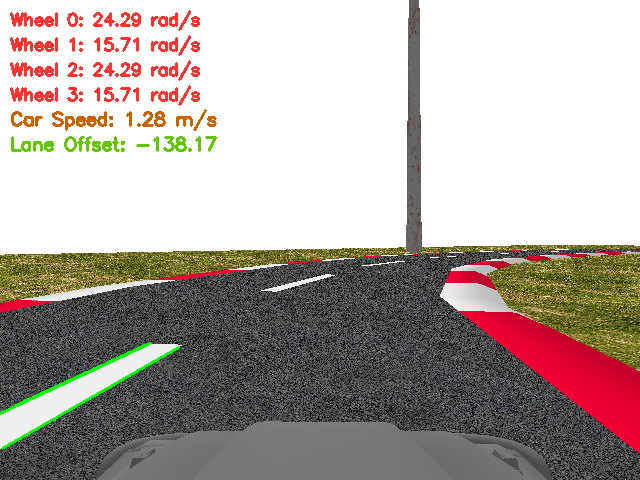 Wheel 0: 24.29 rad/s
Wheel 1: 15.71 rad/s
Wheel 2: 24.29 rad/s
Wheel 3: 15.71 rad/s
Car Speed: 1.28 m/s
Lane Offset: -138.17